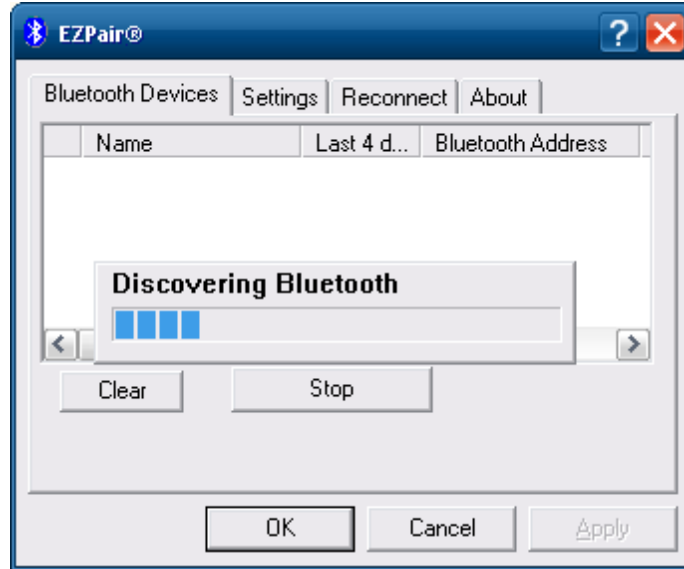 EZPair®
Bluetooth Devices Settings Reconnect About
Name Last 4 d... Bluetooth Address
Discovering Bluetooth
Clear Stop
OK Cancel Apply